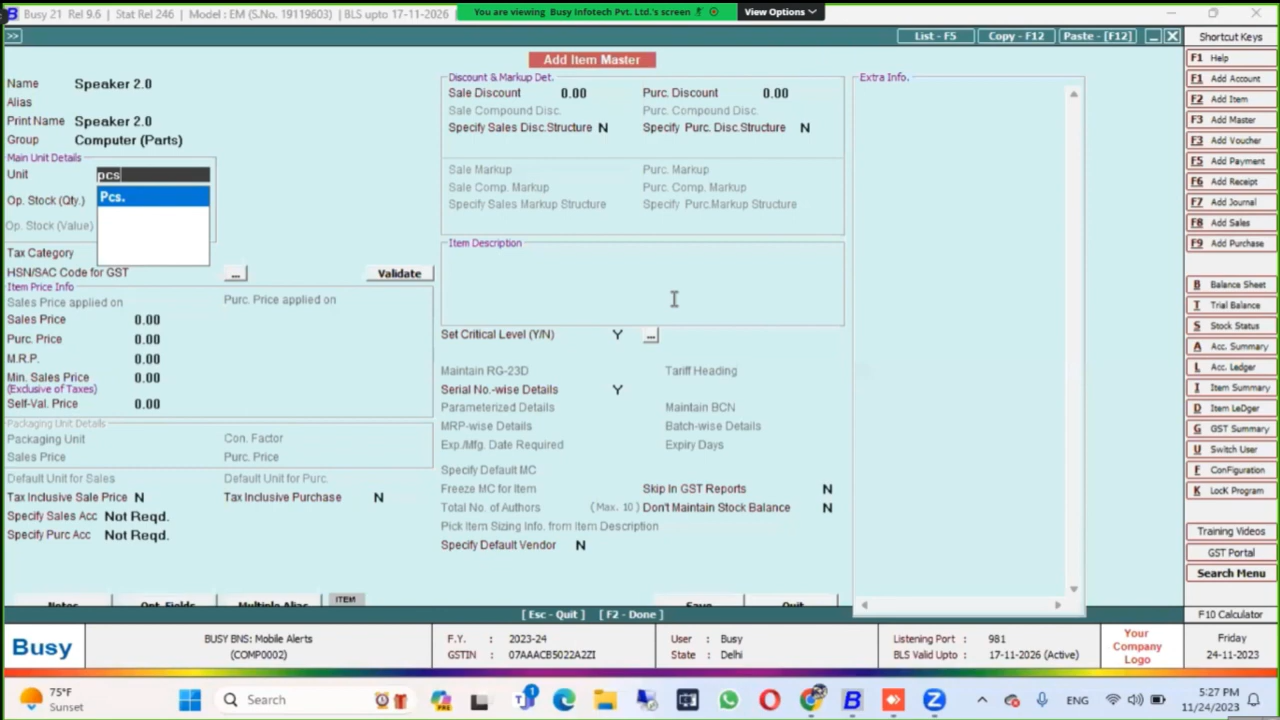 Busy 21 Rel 9.6 | Stat Rel 246 | Model : EM (S.No. 19119603) | BLS upto 17-11-2026
You are viewing Busy Infotech Pvt. Ltd.'s screen
View Options
>>
List - F5
Copy - F12
Paste - [F12]
Shortcut Keys
Add Item Master
Name Speaker 2.0
Alias
Print Name Speaker 2.0
Group Computer (Parts)
Main Unit Details
Unit pcs
Pcs.
Op. Stock (Qty.)
Op. Stock (Value)
Tax Category
HSN/SAC Code for GST ... Validate
Item Price Info
Sales Price applied on Purc. Price applied on
Sales Price 0.00
Purc. Price 0.00
M.R.P. 0.00
Min. Sales Price 0.00
(Exclusive of Taxes)
Self-Val. Price 0.00
Packaging Unit Details
Packaging Unit Con. Factor
Sales Price Purc. Price
Default Unit for Sales Default Unit for Purc.
Tax Inclusive Sale Price N Tax Inclusive Purchase N
Specify Sales Acc Not Reqd.
Specify Purc Acc Not Reqd.
Notes Opt. Fields Multiple Alias ITEM
Discount & Markup Det.
Sale Discount 0.00 Purc. Discount 0.00
Sale Compound Disc. Purc. Compound Disc.
Specify Sales Disc.Structure N Specify Purc. Disc.Structure N
Sale Markup Purc. Markup
Sale Comp. Markup Purc. Comp. Markup
Specify Sales Markup Structure Specify Purc.Markup Structure
Item Description
Set Critical Level (Y/N) Y ...
Maintain RG-23D Tariff Heading
Serial No.-wise Details Y
Parameterized Details Maintain BCN
MRP-wise Details Batch-wise Details
Exp./Mfg. Date Required Expiry Days
Specify Default MC
Freeze MC for Item Skip In GST Reports N
Total No. of Authors (Max. 10) Don't Maintain Stock Balance N
Pick Item Sizing Info. from Item Description
Specify Default Vendor N
Save Quit
Extra Info.
[ Esc - Quit ] [ F2 - Done ]
F1 Help
F1 Add Account
F2 Add Item
F3 Add Master
F3 Add Voucher
F5 Add Payment
F6 Add Receipt
F7 Add Journal
F8 Add Sales
F9 Add Purchase
B Balance Sheet
T Trial Balance
S Stock Status
A Acc. Summary
L Acc. Ledger
I Item Summary
D Item LeDger
G GST Summary
U Switch User
F ConFiguration
K LocK Program
Training Videos
GST Portal
Search Menu
F10 Calculator
Busy
BUSY BNS: Mobile Alerts
(COMP0002)
F.Y. : 2023-24
GSTIN : 07AAACB5022A2ZI
User : Busy
State : Delhi
Listening Port : 981
BLS Valid Upto : 17-11-2026 (Active)
Your
Company
Logo
Friday
24-11-2023
75°F
Sunset
Search
ENG
5:27 PM
11/24/2023